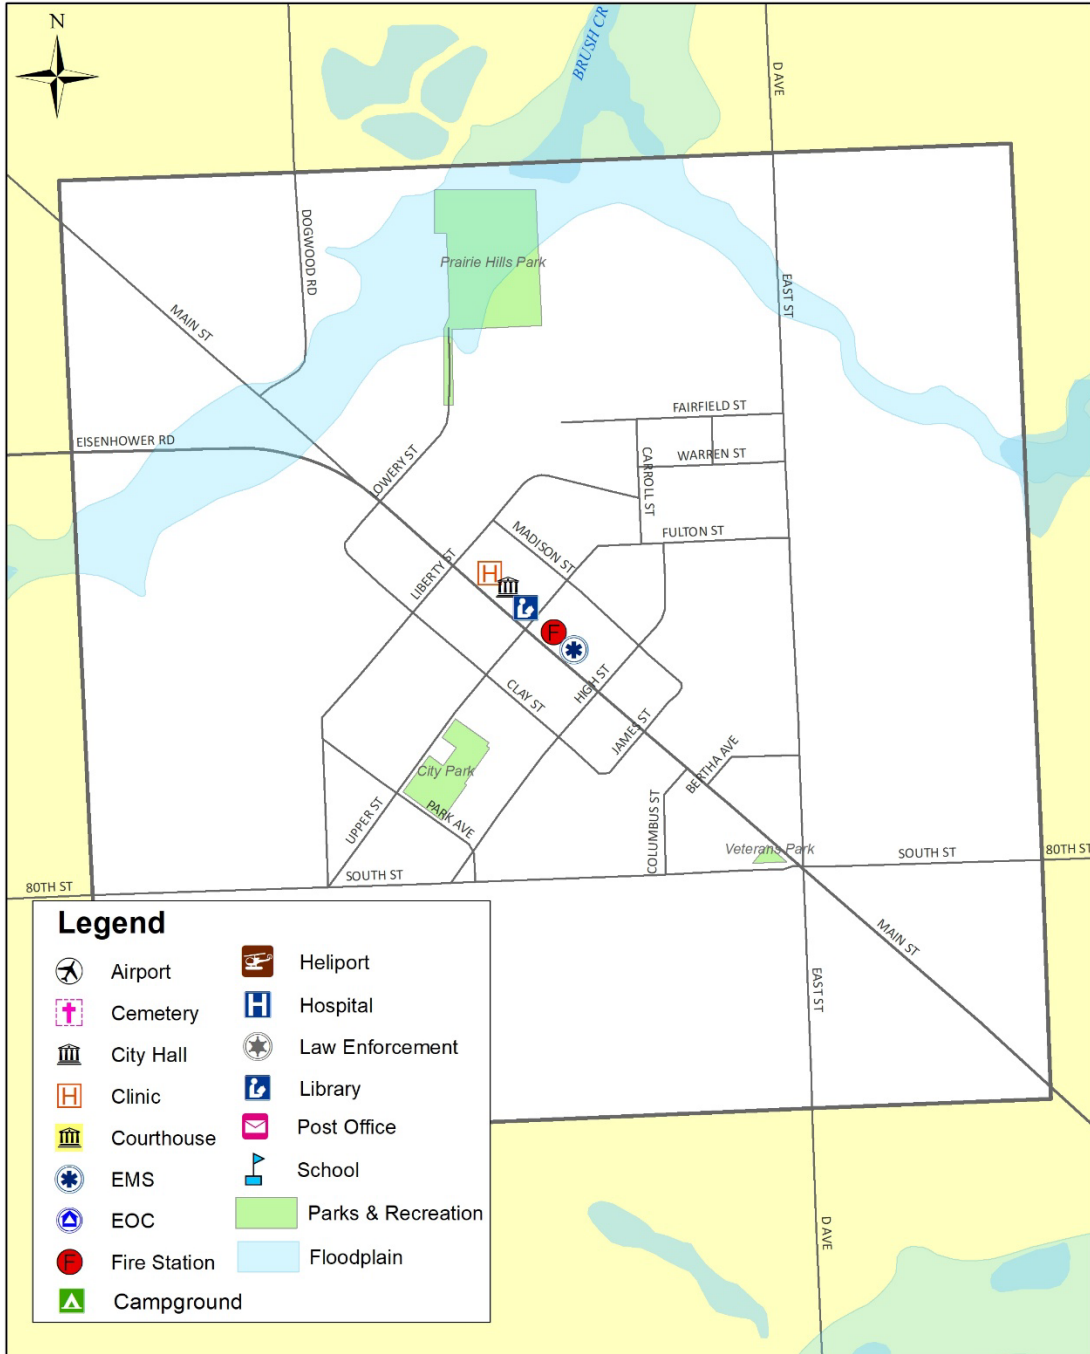 N
BRUSH CR
D AVE
DOGWOOD RD
Prairie Hills Park
EAST ST
MAIN ST
FAIRFIELD ST
EISENHOWER RD
WARREN ST
LOWERY ST
CARROLL ST
MADISON ST
FULTON ST
LIBERTY ST
H
F
CLAY ST
HIGH ST
JAMES ST
BERTHA AVE
City Park
UPPER ST
PARK AVE
COLUMBUS ST
Veterans Park
SOUTH ST
80TH ST
SOUTH ST
80TH ST
MAIN ST
EAST ST
D AVE
Legend
Airport
Cemetery
City Hall
H Clinic
Courthouse
EMS
EOC
F Fire Station
Campground
Heliport
H Hospital
Law Enforcement
Library
Post Office
School
Parks & Recreation
Floodplain